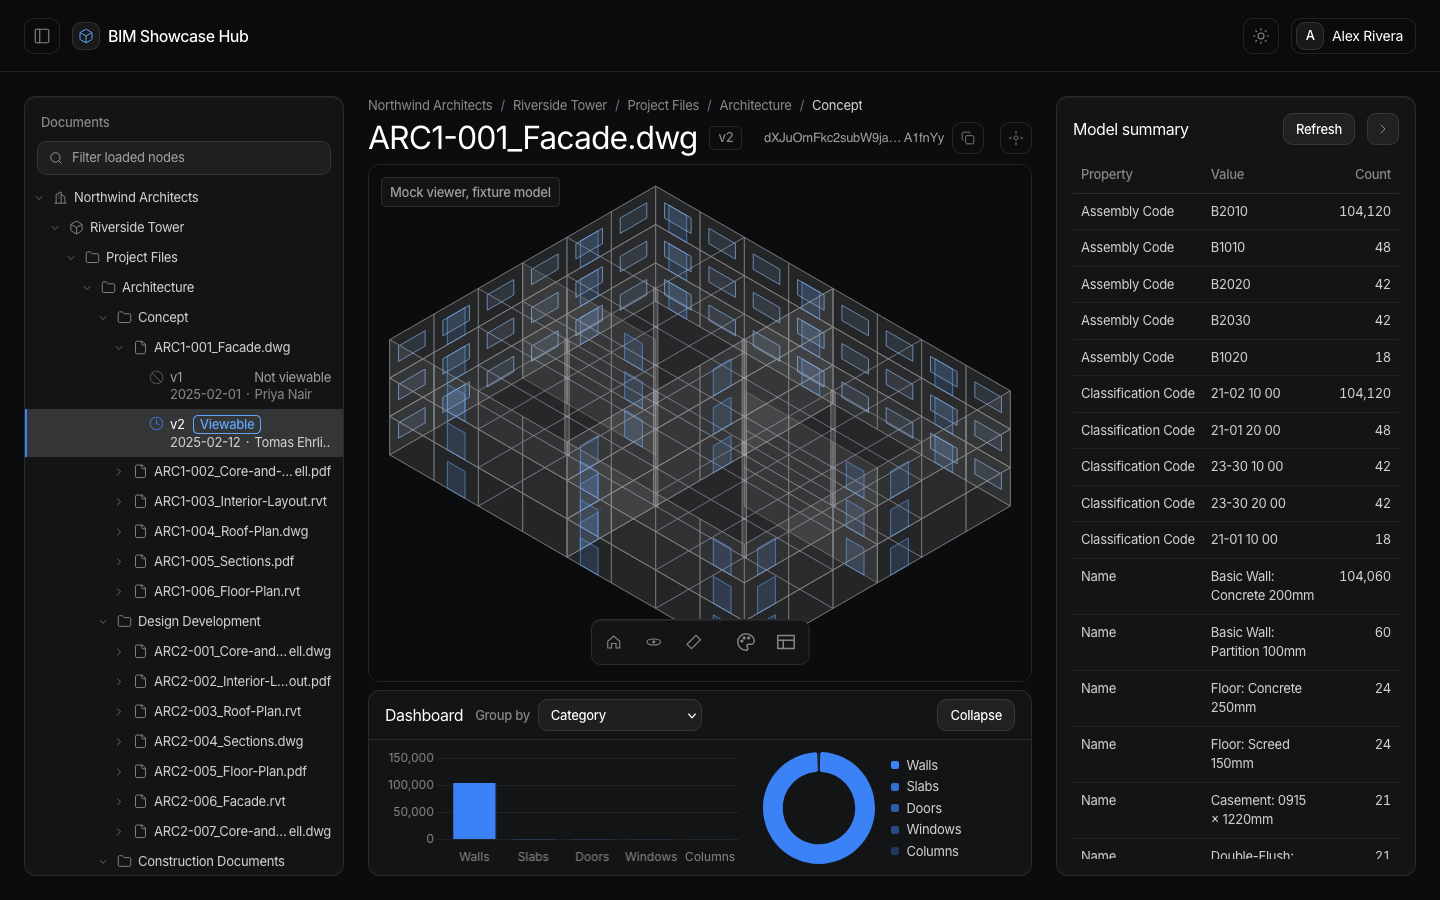 BIM Showcase Hub
A Alex Rivera
Documents
Filter loaded nodes
Northwind Architects
Riverside Tower
Project Files
Architecture
Concept
ARC1-001_Facade.dwg
v1 Not viewable
2025-02-01 · Priya Nair
v2 Viewable
2025-02-12 · Tomas Ehrli..
ARC1-002_Core-and-...ell.pdf
ARC1-003_Interior-Layout.rvt
ARC1-004_Roof-Plan.dwg
ARC1-005_Sections.pdf
ARC1-006_Floor-Plan.rvt
Design Development
ARC2-001_Core-and...ell.dwg
ARC2-002_Interior-L...out.pdf
ARC2-003_Roof-Plan.rvt
ARC2-004_Sections.dwg
ARC2-005_Floor-Plan.pdf
ARC2-006_Facade.rvt
ARC2-007_Core-and...ell.dwg
Construction Documents
Northwind Architects / Riverside Tower / Project Files / Architecture / Concept
ARC1-001_Facade.dwg v2 dXJuOmFkc2subW9ja... A1fnYy
Mock viewer, fixture model
Dashboard Group by Category Collapse
150,000
100,000
50,000
0
Walls Slabs Doors Windows Columns
Walls
Slabs
Doors
Windows
Columns
Model summary Refresh
Property Value Count
Assembly Code B2010 104,120
Assembly Code B1010 48
Assembly Code B2020 42
Assembly Code B2030 42
Assembly Code B1020 18
Classification Code 21-02 10 00 104,120
Classification Code 21-01 20 00 48
Classification Code 23-30 10 00 42
Classification Code 23-30 20 00 42
Classification Code 21-01 10 00 18
Name Basic Wall: 104,060
Concrete 200mm
Name Basic Wall: 60
Partition 100mm
Name Floor: Concrete 24
250mm
Name Floor: Screed 24
150mm
Name Casement: 0915 21
× 1220mm
Name Double-Flush: 21